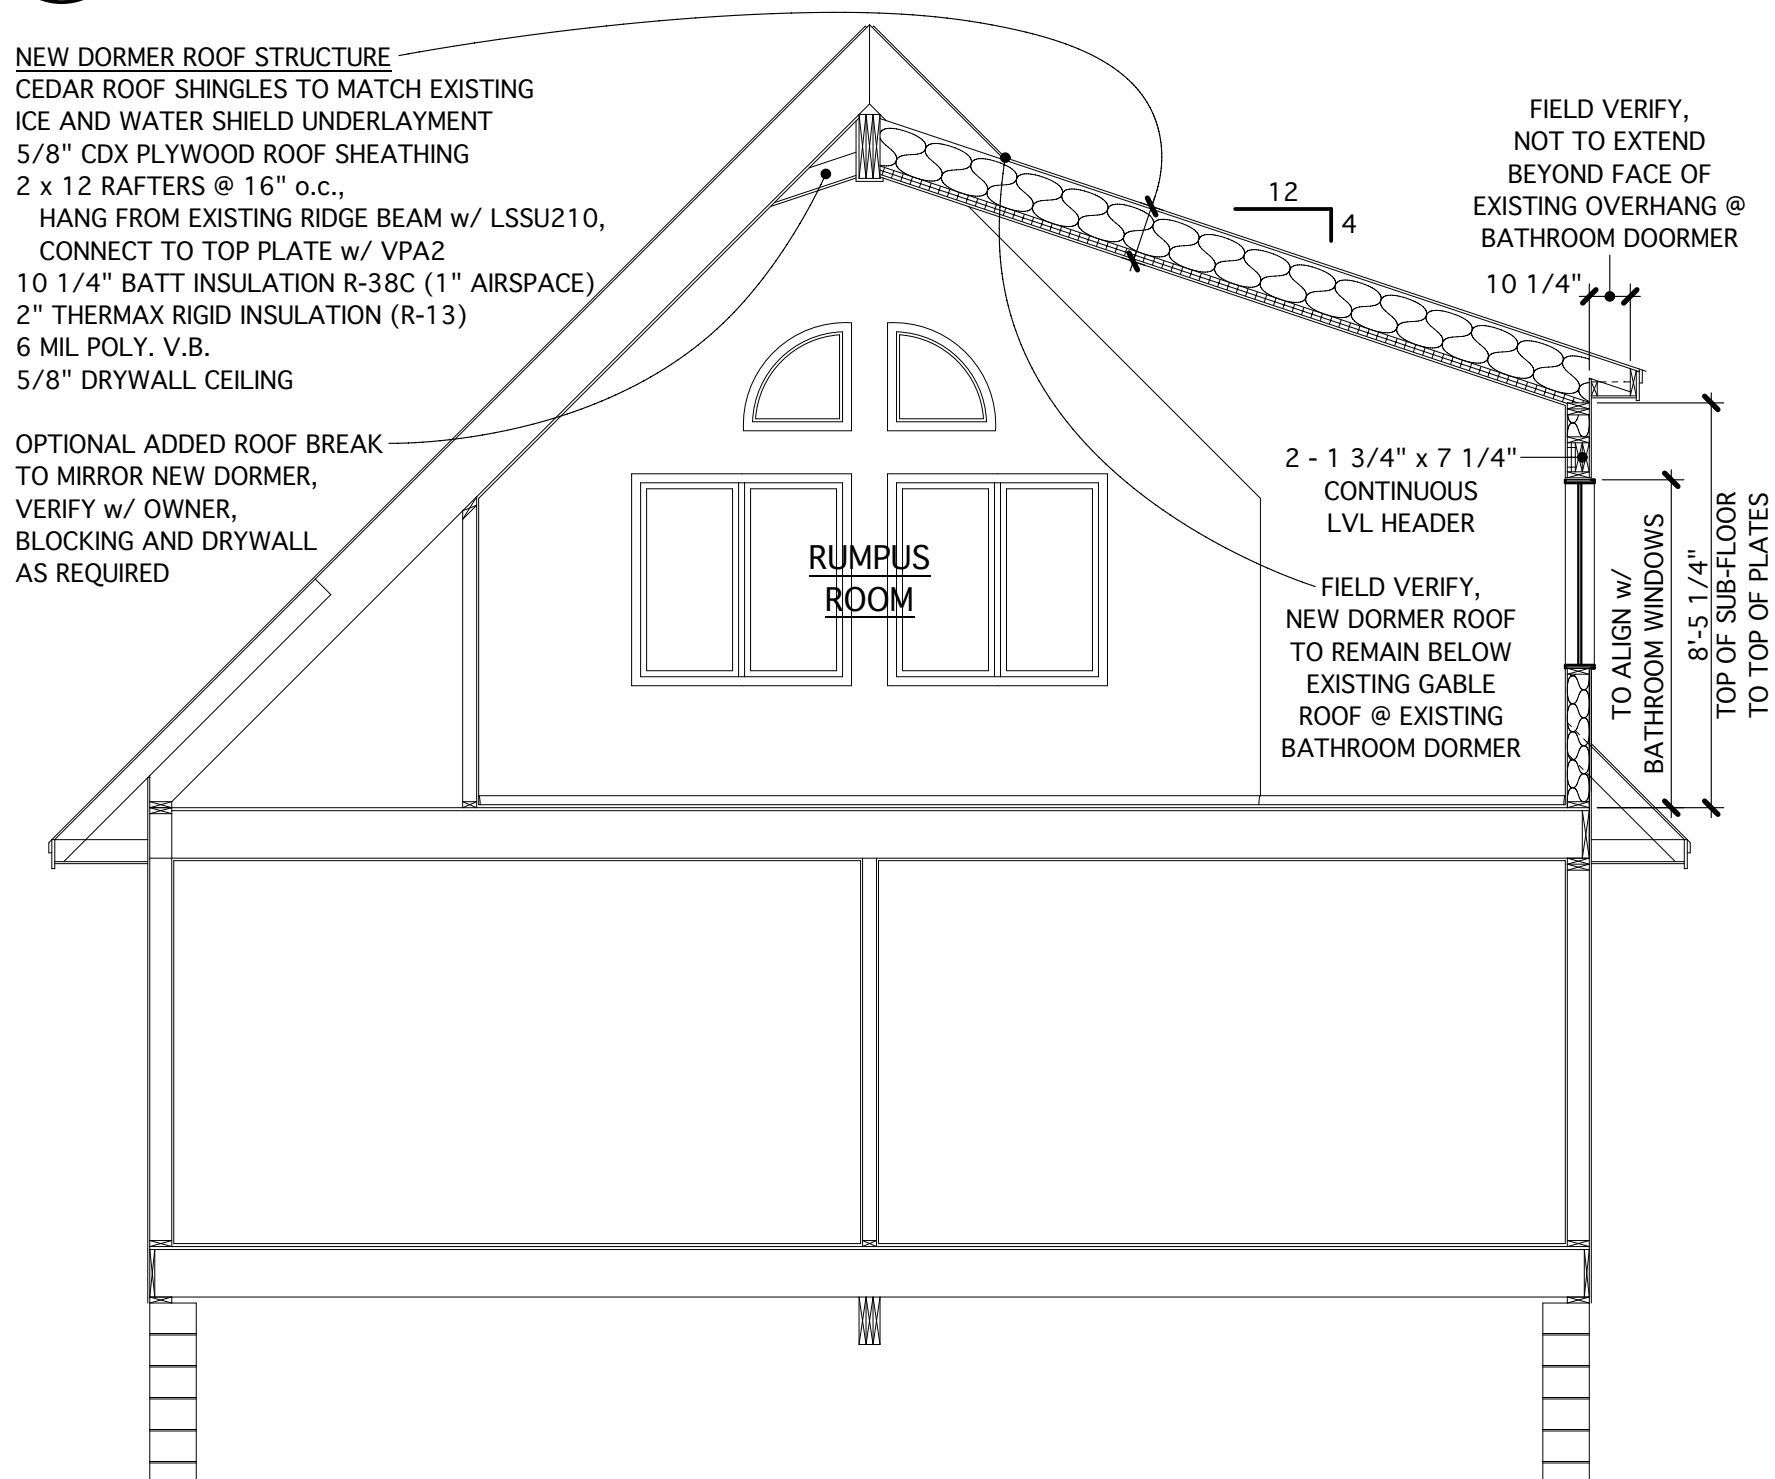 NEW DORMER ROOF STRUCTURE
CEDAR ROOF SHINGLES TO MATCH EXISTING
ICE AND WATER SHIELD UNDERLAYMENT
5/8" CDX PLYWOOD ROOF SHEATHING
2 x 12 RAFTERS @ 16" o.c.,
HANG FROM EXISTING RIDGE BEAM w/ LSSU210,
CONNECT TO TOP PLATE w/ VPA2
10 1/4" BATT INSULATION R-38C (1" AIRSPACE)
2" THERMAX RIGID INSULATION (R-13)
6 MIL POLY. V.B.
5/8" DRYWALL CEILING
OPTIONAL ADDED ROOF BREAK
TO MIRROR NEW DORMER,
VERIFY w/ OWNER,
BLOCKING AND DRYWALL
AS REQUIRED
12
4
FIELD VERIFY,
NOT TO EXTEND
BEYOND FACE OF
EXISTING OVERHANG @
BATHROOM DOORMER
10 1/4"
2 - 1 3/4" x 7 1/4"
CONTINUOUS
LVL HEADER
RUMPUS
ROOM
FIELD VERIFY,
NEW DORMER ROOF
TO REMAIN BELOW
EXISTING GABLE
ROOF @ EXISTING
BATHROOM DORMER
TO ALIGN w/
BATHROOM WINDOWS
8'-5 1/4"
TOP OF SUB-FLOOR
TO TOP OF PLATES